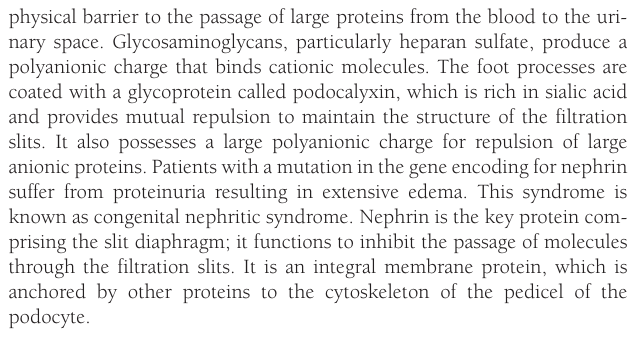 physical barrier to the passage of large proteins from the blood to the uri-
nary space. Glycosaminoglycans, particularly heparan sulfate, produce a
polyanionic charge that binds cationic molecules. The foot processes are
coated with a glycoprotein called podocalyxin, which is rich in sialic acid
and provides mutual repulsion to maintain the structure of the filtration
slits. It also possesses a large polyanionic charge for repulsion of large
anionic proteins. Patients with a mutation in the gene encoding for nephrin
suffer from proteinuria resulting in extensive edema. This syndrome is
known as congenital nephritic syndrome. Nephrin is the key protein com-
prising the slit diaphragm; it functions to inhibit the passage of molecules
through the filtration slits. It is an integral membrane protein, which is
anchored by other proteins to the cytoskeleton of the pedicel of the
podocyte.